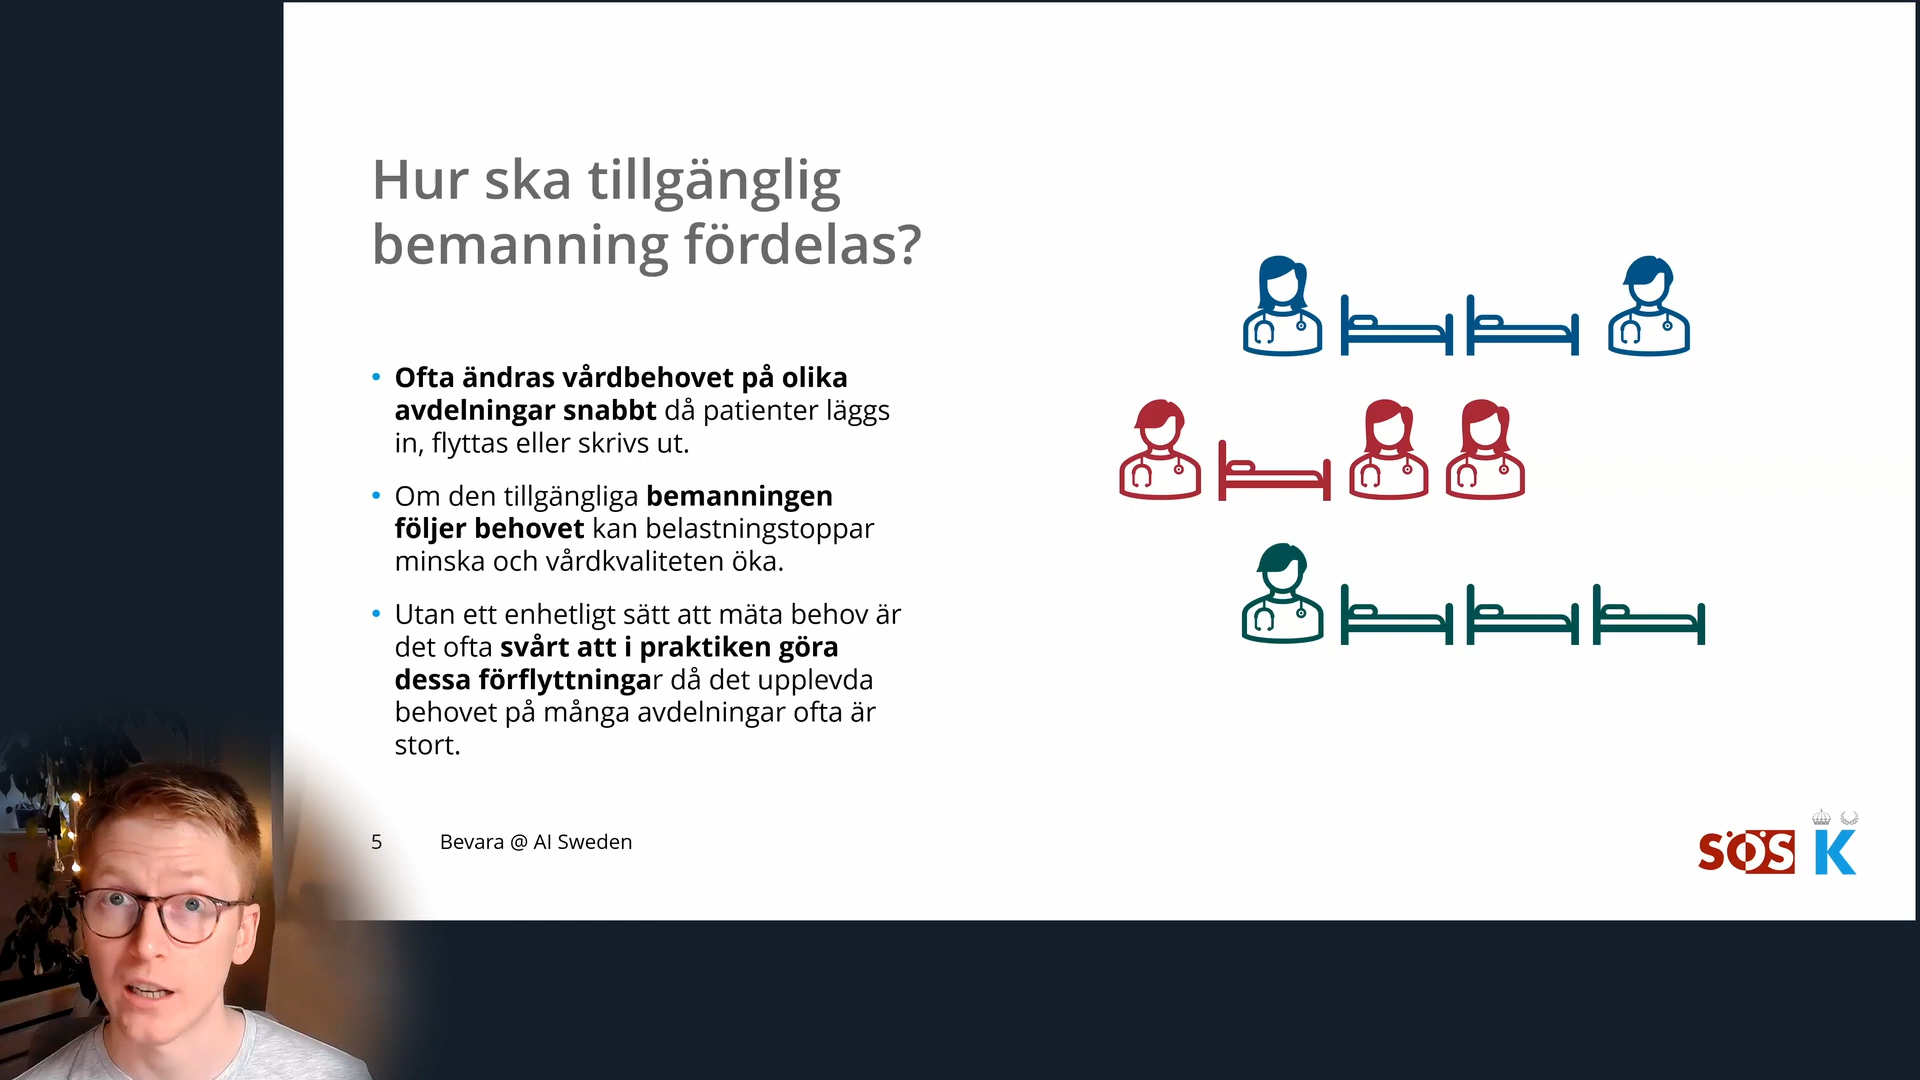 Hur ska tillgänglig
bemanning fördelas?
• Ofta ändras vårdbehovet på olika
avdelningar snabbt då patienter läggs
in, flyttas eller skrivs ut.
• Om den tillgängliga bemanningen
följer behovet kan belastningstoppar
minska och vårdkvaliteten öka.
• Utan ett enhetligt sätt att mäta behov är
det ofta svårt att i praktiken göra
dessa förflyttningar då det upplevda
behovet på många avdelningar ofta är
stort.
5 Bevara @ AI Sweden
SÖS K